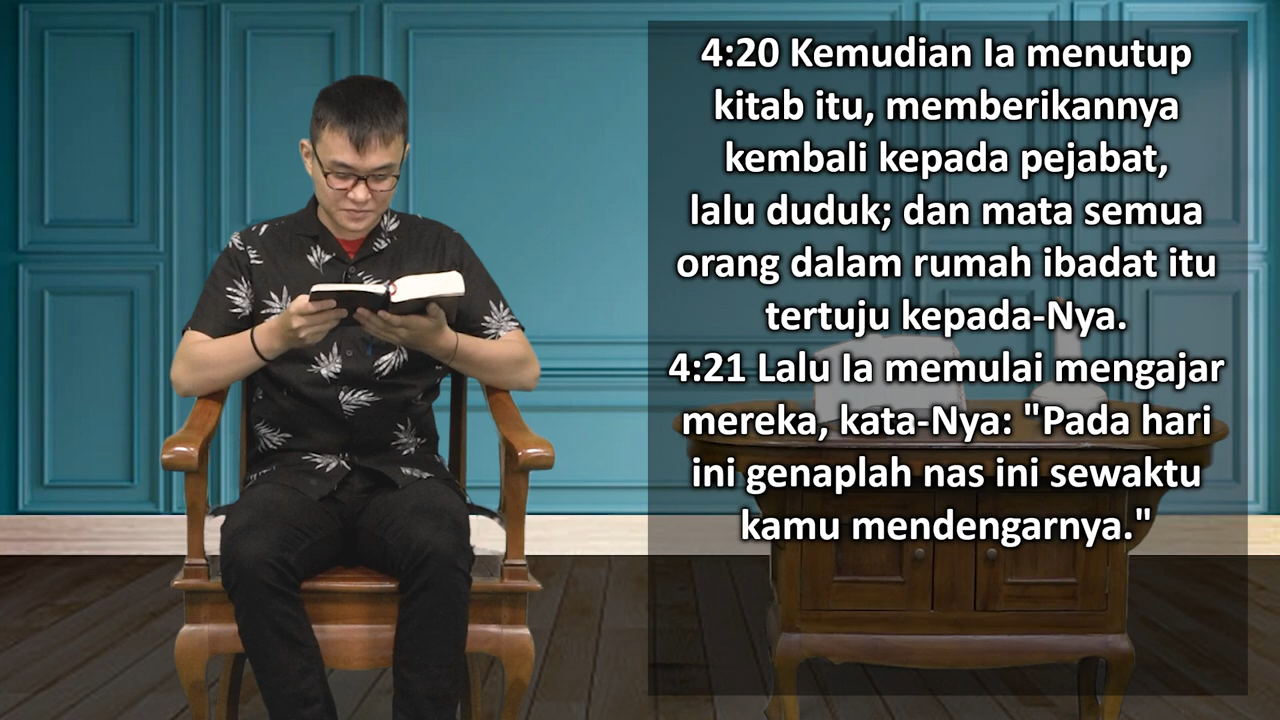 4:20 Kemudian Ia menutup
kitab itu, memberikannya
kembali kepada pejabat,
lalu duduk; dan mata semua
orang dalam rumah ibadat itu
tertuju kepada-Nya.
4:21 Lalu Ia memulai mengajar
mereka, kata-Nya: "Pada hari
ini genaplah nas ini sewaktu
kamu mendengarnya."